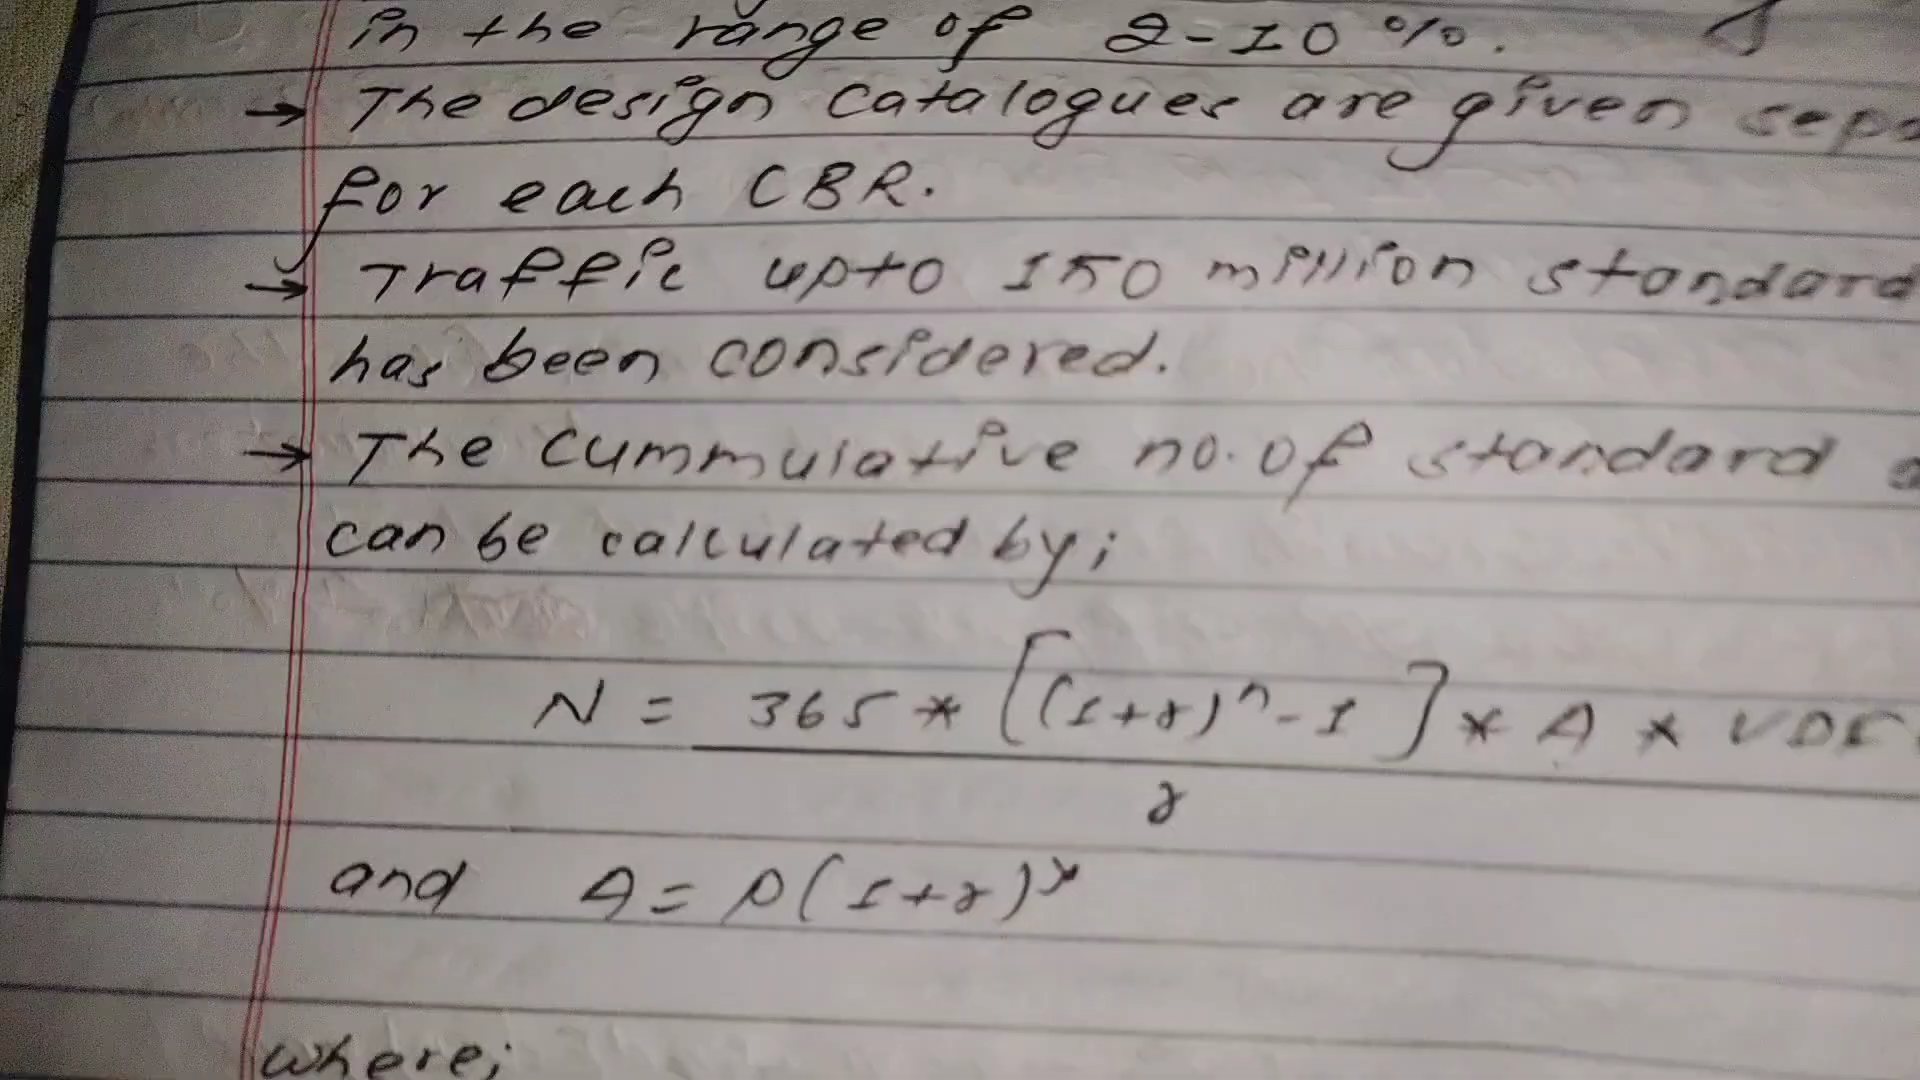 in the range of 2-10 %.
→ The design catalogues are given sepa
for each CBR.
→ Traffic upto 150 million standard
has been considered.
→ The cummulative no. of standard a
can be calculated by;
N = 365 * [(1+r)^n - 1] * A * VDF
r
and A = P(1+r)^x
where;